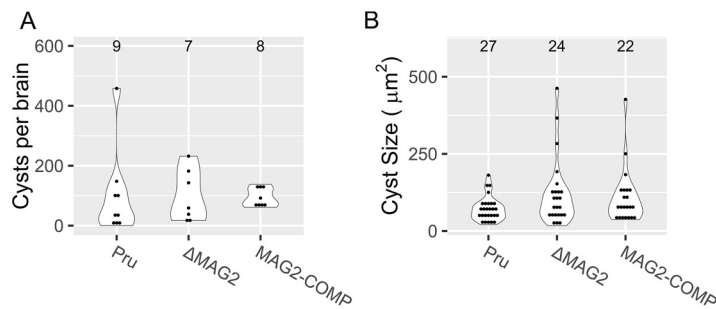 A
9 7 8
600
400
200
0
Cysts per brain
Pru ΔMAG2 MAG2-COMP
B
27 24 22
500
250
0
Cyst Size ( μm²)
Pru ΔMAG2 MAG2-COMP